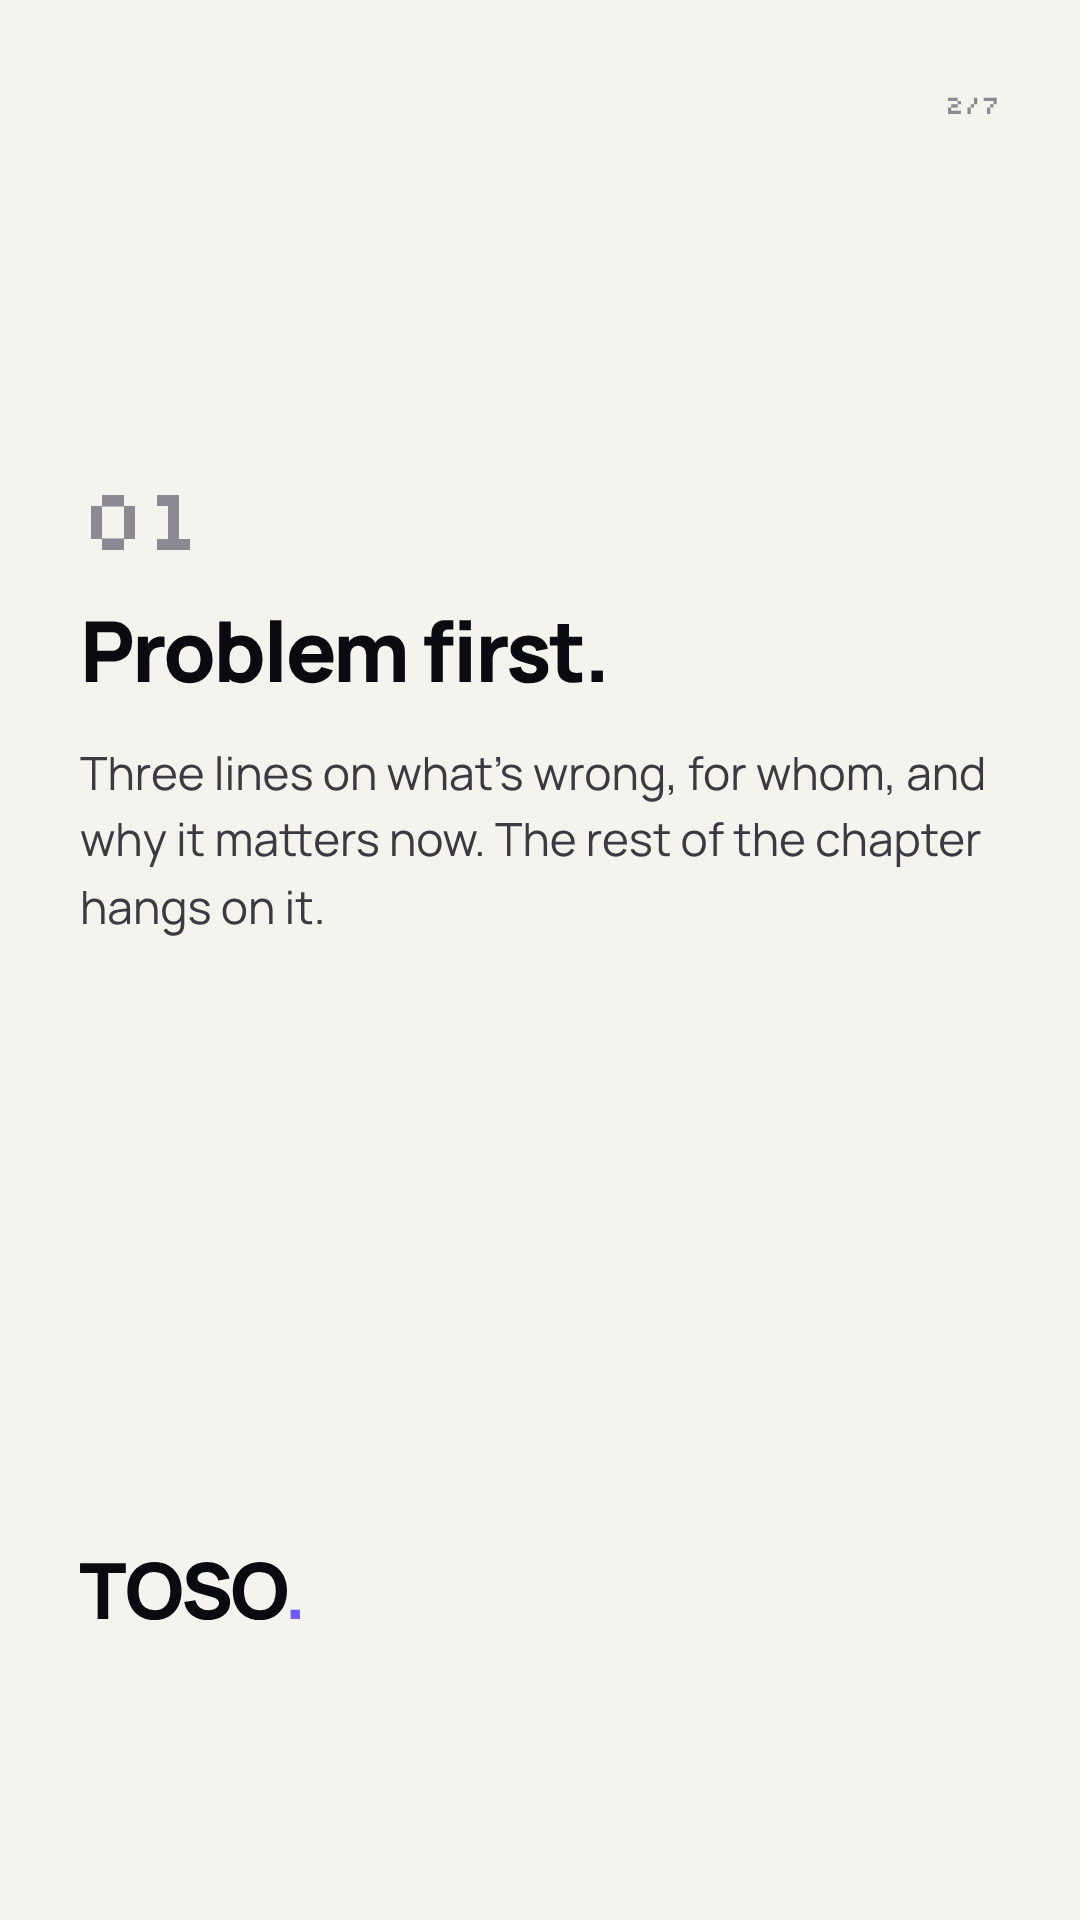 2/7
01
Problem first.
Three lines on what’s wrong, for whom, and
why it matters now. The rest of the chapter
hangs on it.
TOSO.